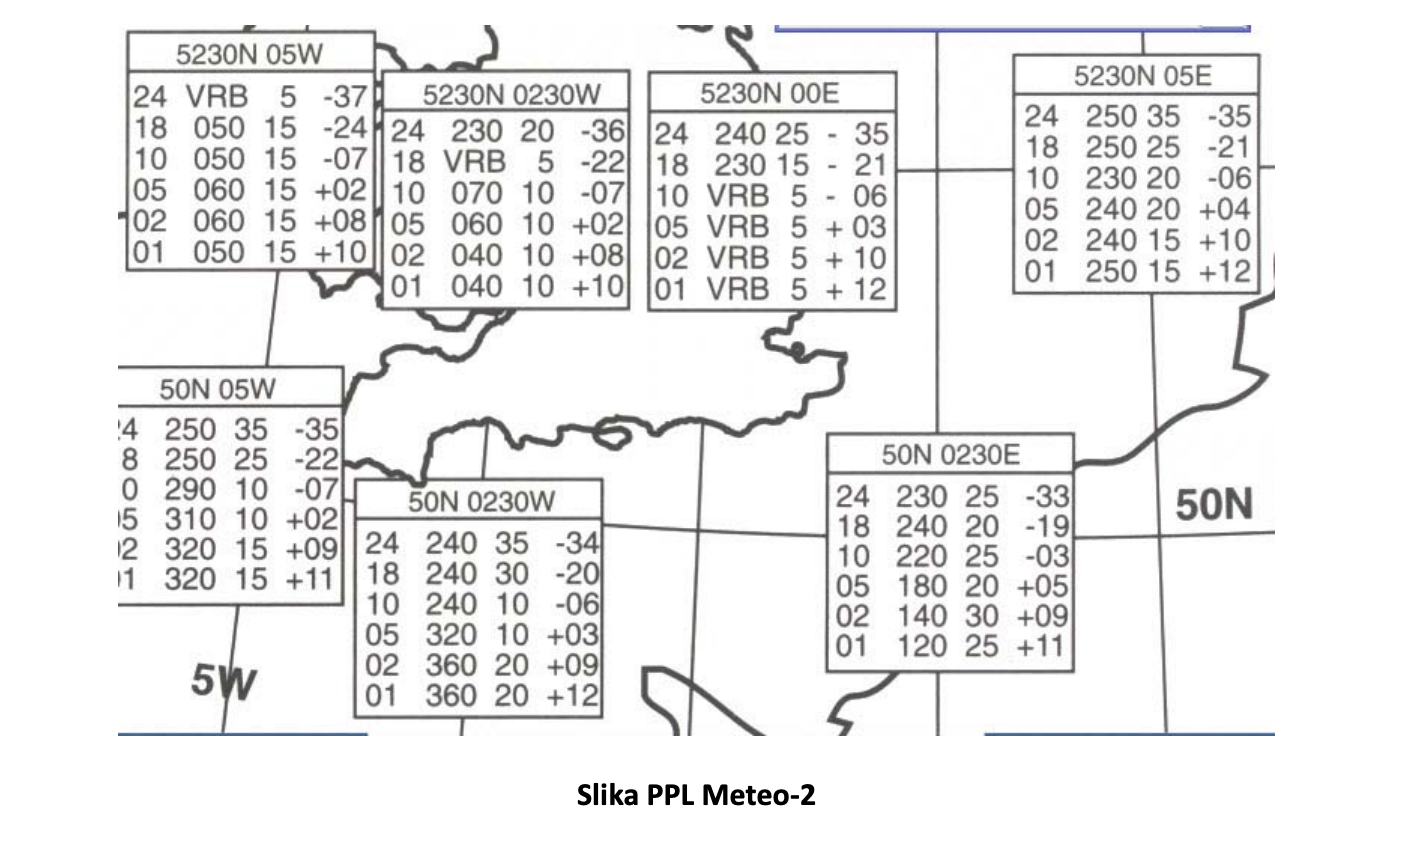 5230N 05W
24 VRB 5 -37
18 050 15 -24
10 050 15 -07
05 060 15 +02
02 060 15 +08
01 050 15 +10
5230N 0230W
24 230 20 -36
18 VRB 5 -22
10 070 10 -07
05 060 10 +02
02 040 10 +08
01 040 10 +10
5230N 00E
24 240 25 - 35
18 230 15 - 21
10 VRB 5 - 06
05 VRB 5 + 03
02 VRB 5 + 10
01 VRB 5 + 12
5230N 05E
24 250 35 -35
18 250 25 -21
10 230 20 -06
05 240 20 +04
02 240 15 +10
01 250 15 +12
50N 05W
4 250 35 -35
8 250 25 -22
0 290 10 -07
5 310 10 +02
2 320 15 +09
1 320 15 +11
50N 0230W
24 240 35 -34
18 240 30 -20
10 240 10 -06
05 320 10 +03
02 360 20 +09
01 360 20 +12
50N 0230E
24 230 25 -33
18 240 20 -19
10 220 25 -03
05 180 20 +05
02 140 30 +09
01 120 25 +11
50N
5W
Slika PPL Meteo-2